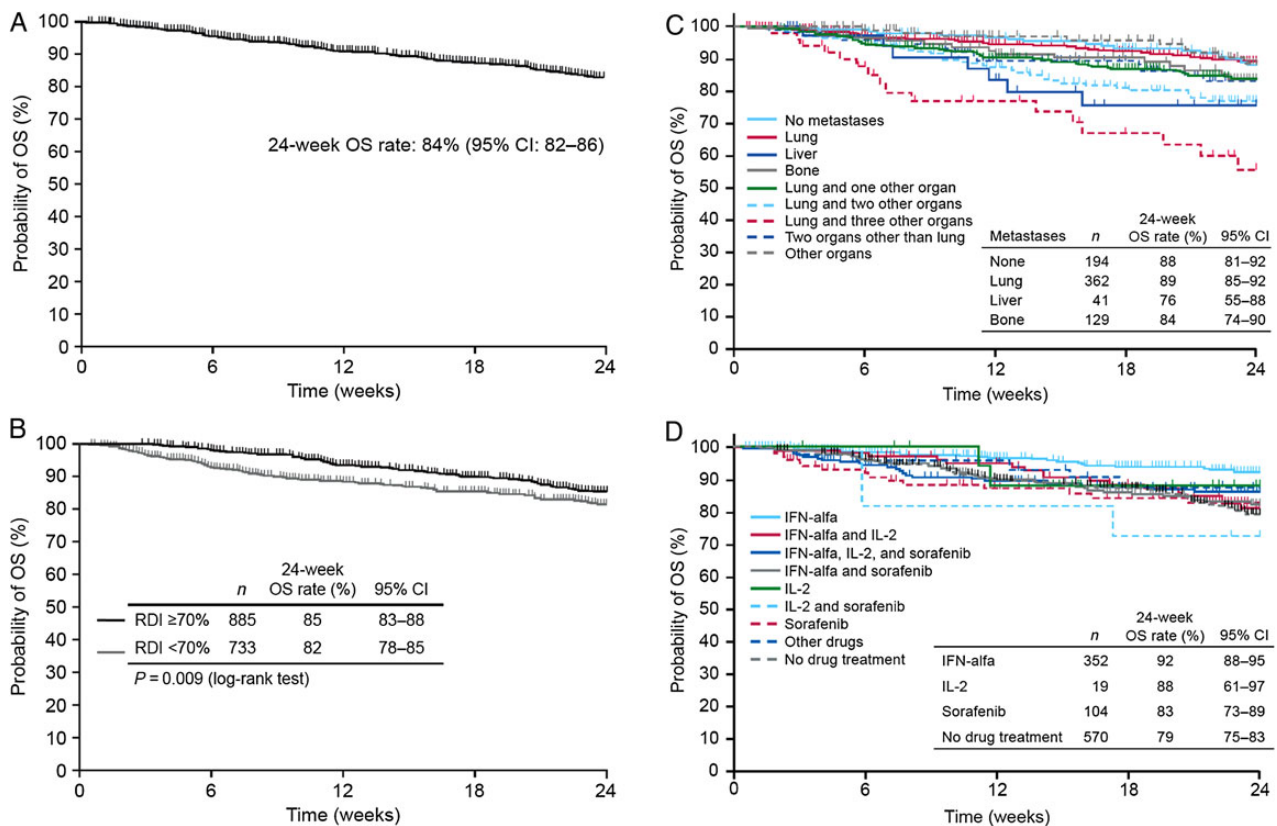 A
100
90
80
70
60
50
40
30
20
10
0
Probability of OS (%)
24-week OS rate: 84% (95% CI: 82–86)
0 6 12 18 24
Time (weeks)
B
100
90
80
70
60
50
40
30
20
10
0
Probability of OS (%)
24-week
n OS rate (%) 95% CI
RDI ≥70% 885 85 83–88
RDI <70% 733 82 78–85
P = 0.009 (log-rank test)
0 6 12 18 24
Time (weeks)
C
100
90
80
70
60
50
40
30
20
10
0
Probability of OS (%)
No metastases
Lung
Liver
Bone
Lung and one other organ
Lung and two other organs
Lung and three other organs
Two organs other than lung
Other organs
24-week
Metastases n OS rate (%) 95% CI
None 194 88 81–92
Lung 362 89 85–92
Liver 41 76 55–88
Bone 129 84 74–90
0 6 12 18 24
Time (weeks)
D
100
90
80
70
60
50
40
30
20
10
0
Probability of OS (%)
IFN-alfa
IFN-alfa and IL-2
IFN-alfa, IL-2, and sorafenib
IFN-alfa and sorafenib
IL-2
IL-2 and sorafenib
Sorafenib
Other drugs
No drug treatment
24-week
n OS rate (%) 95% CI
IFN-alfa 352 92 88–95
IL-2 19 88 61–97
Sorafenib 104 83 73–89
No drug treatment 570 79 75–83
0 6 12 18 24
Time (weeks)